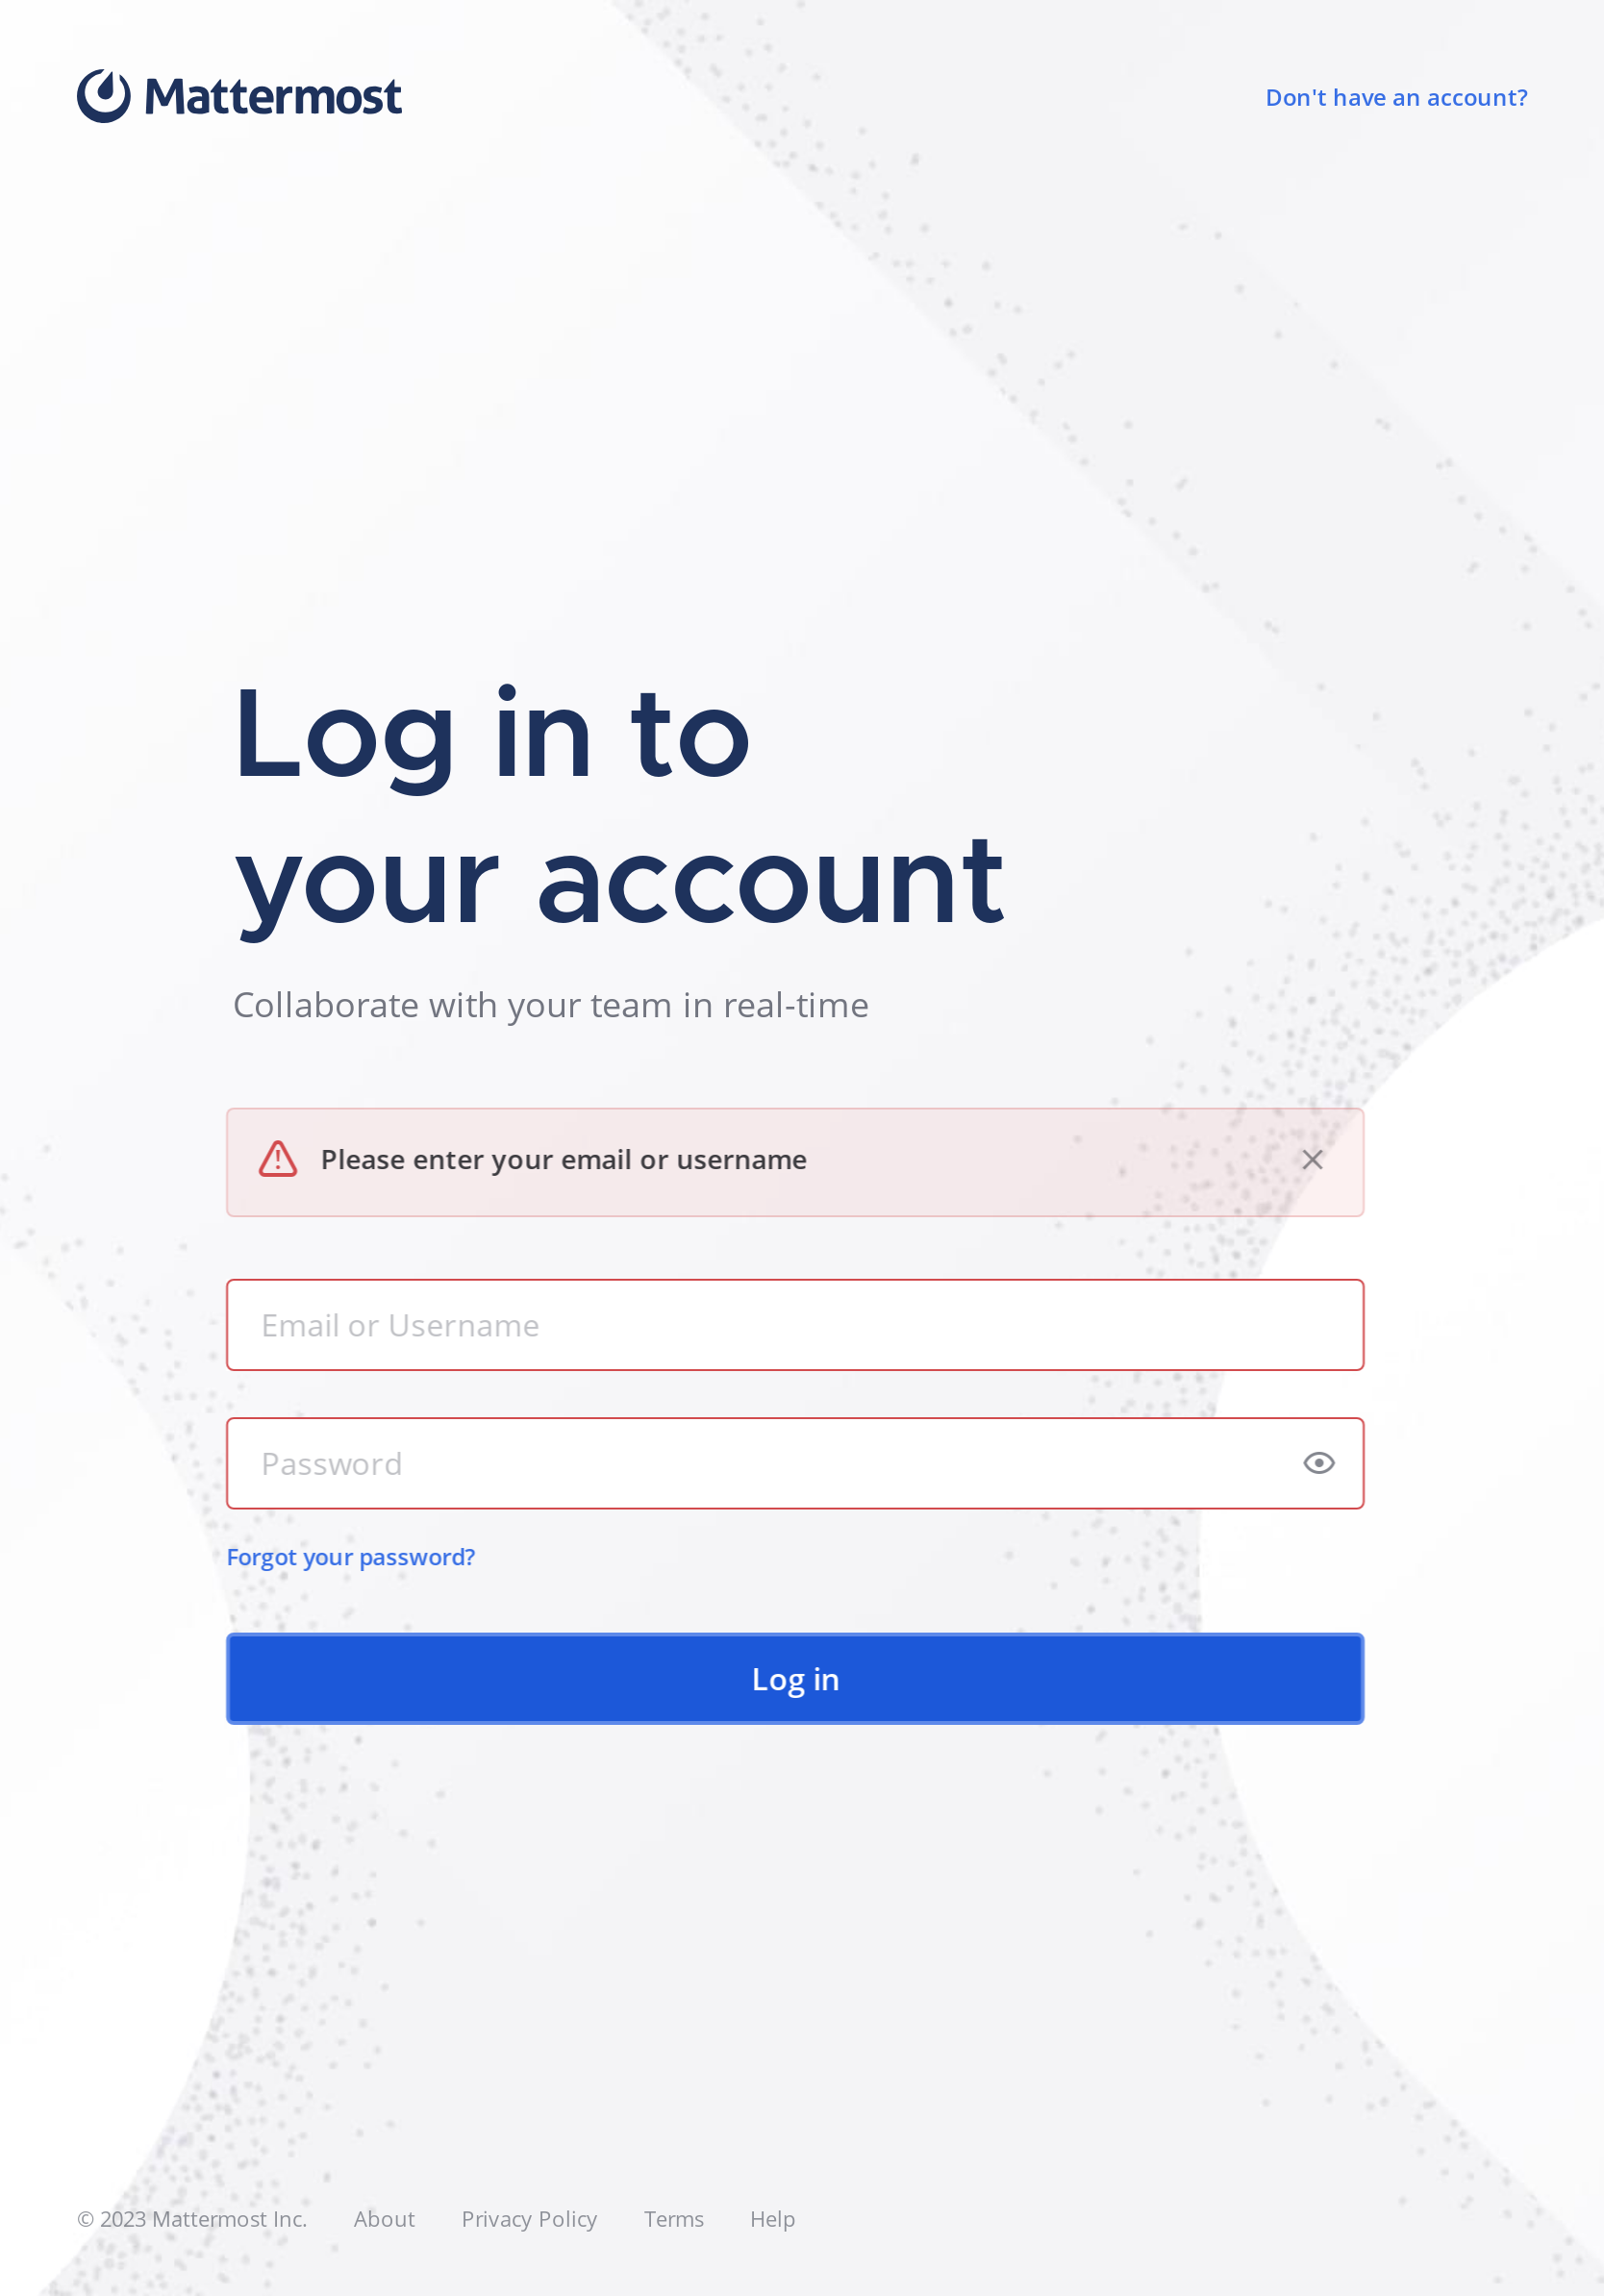 Mattermost
Don't have an account?
Log in to
your account
Collaborate with your team in real-time
Please enter your email or username
Email or Username
Password
Forgot your password?
Log in
© 2023 Mattermost Inc. About Privacy Policy Terms Help